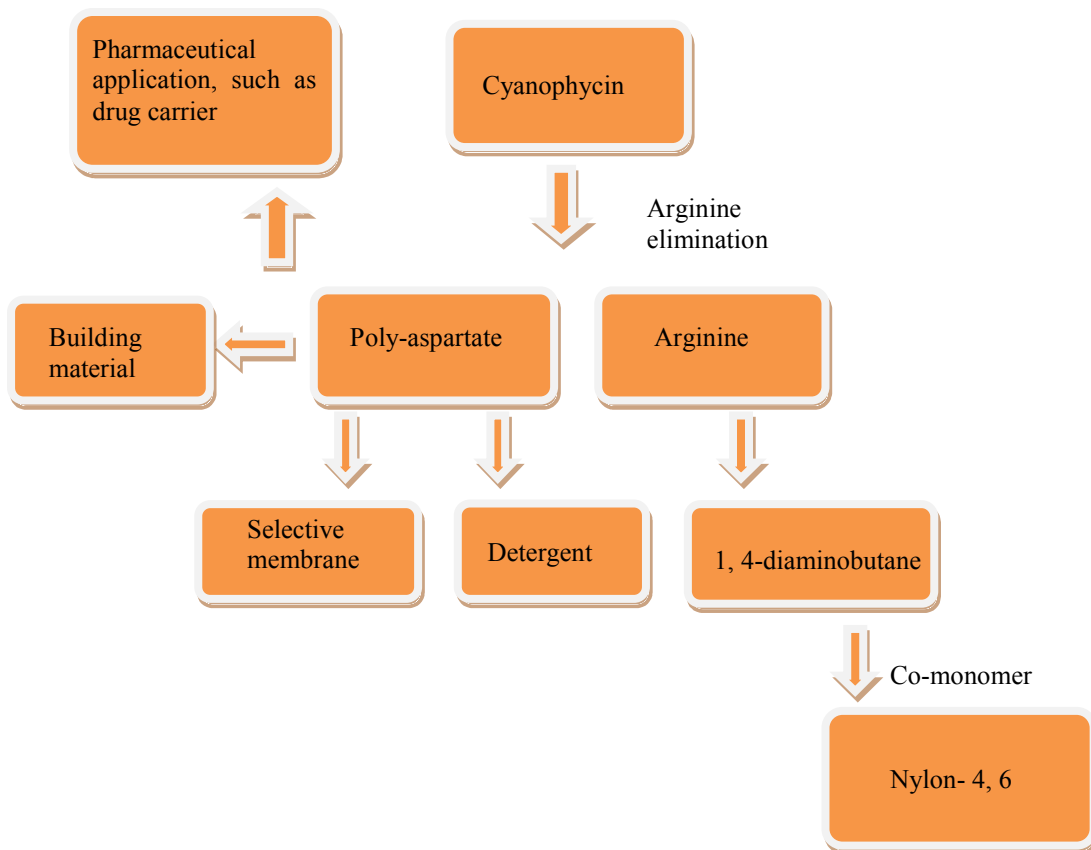 Pharmaceutical
application, such as
drug carrier
Cyanophycin
Arginine
elimination
Building
material
Poly-aspartate
Arginine
Selective
membrane
Detergent
1, 4-diaminobutane
Co-monomer
Nylon- 4, 6